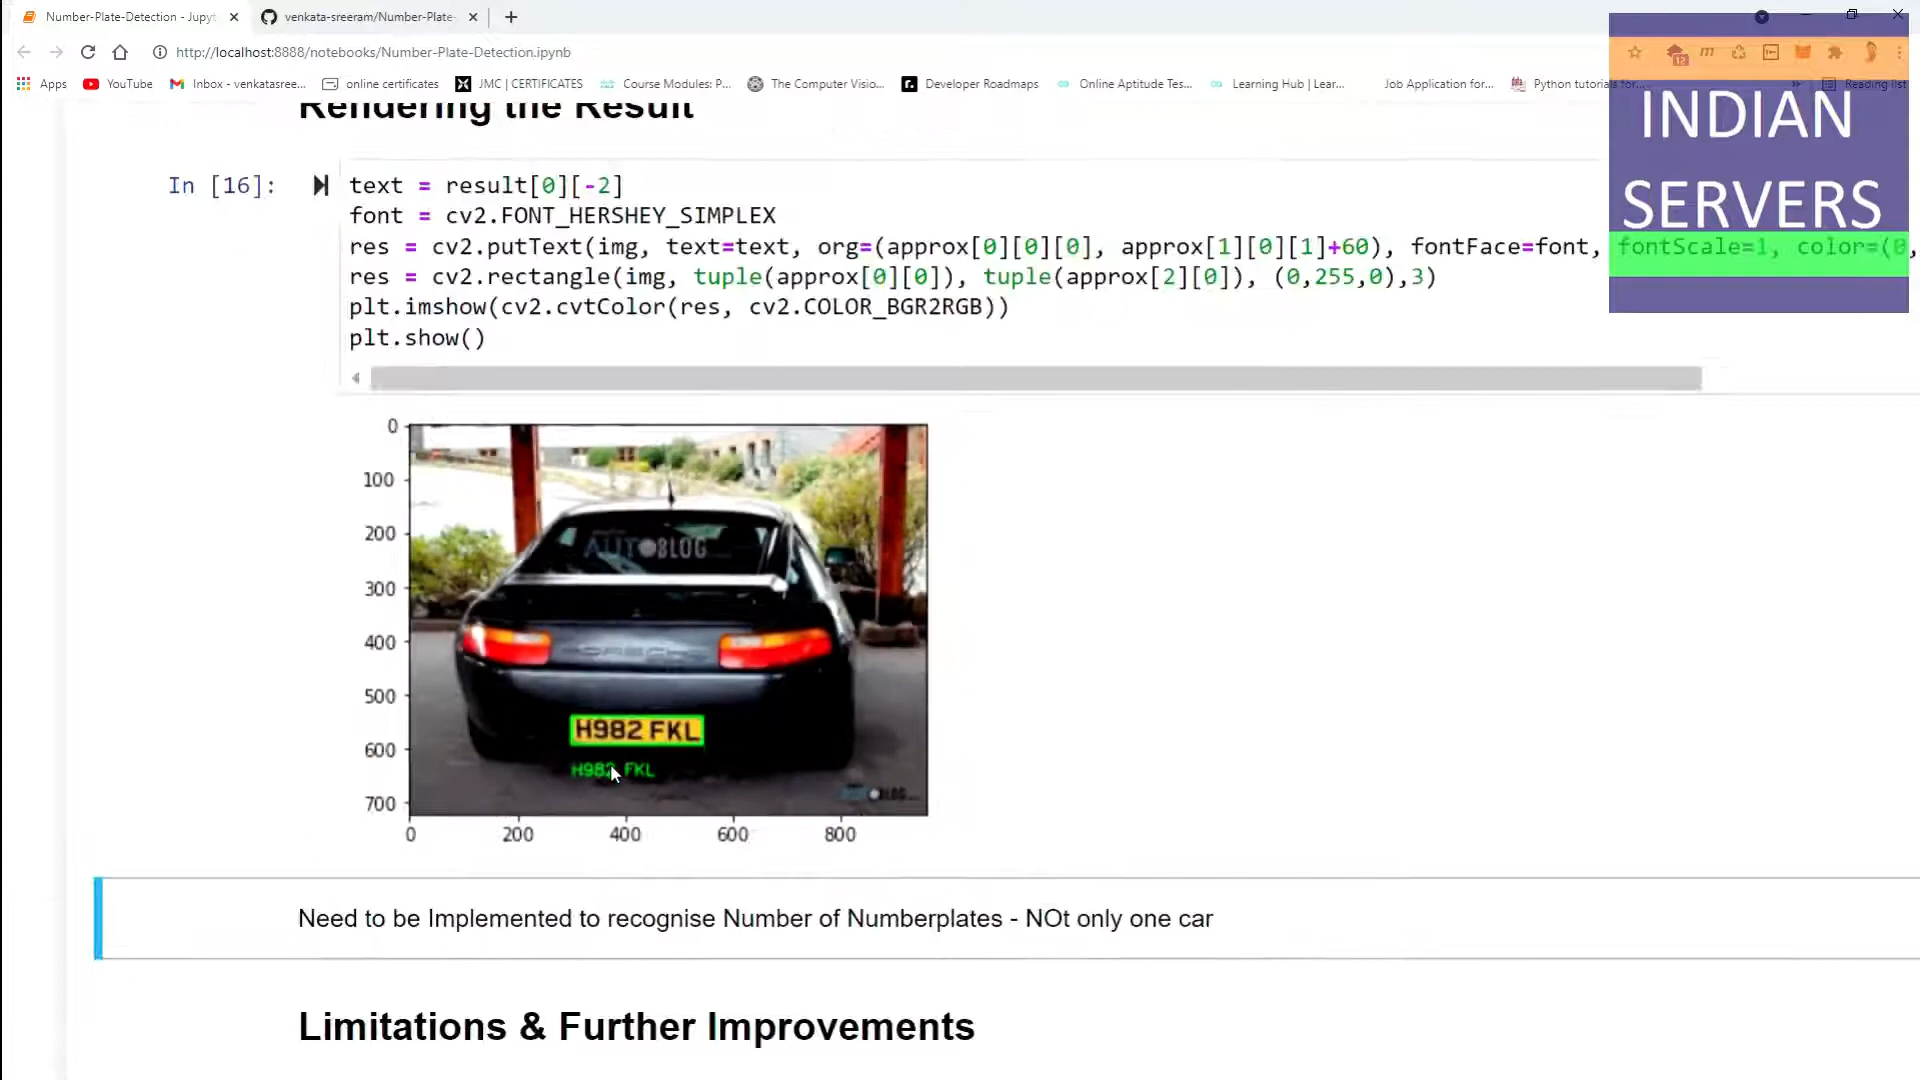 Number-Plate-Detection - Jupyt
venkata-sreeram/Number-Plate-
http://localhost:8888/notebooks/Number-Plate-Detection.ipynb
Apps YouTube Inbox - venkatasree... online certificates JMC | CERTIFICATES Course Modules: P... The Computer Visio... Developer Roadmaps Online Aptitude Tes... Learning Hub | Lear... Job Application for... Python tutorials for... » Reading list
INDIAN
SERVERS
Rendering the Result
In [16]:
text = result[0][-2]
font = cv2.FONT_HERSHEY_SIMPLEX
res = cv2.putText(img, text=text, org=(approx[0][0][0], approx[1][0][1]+60), fontFace=font, fontScale=1, color=(0,
res = cv2.rectangle(img, tuple(approx[0][0]), tuple(approx[2][0]), (0,255,0),3)
plt.imshow(cv2.cvtColor(res, cv2.COLOR_BGR2RGB))
plt.show()
0
100
200
300
400
500
600
700
AUTOBLOG
PORSCHE
H982 FKL
H982 FKL
0 200 400 600 800
Need to be Implemented to recognise Number of Numberplates - NOt only one car
Limitations & Further Improvements